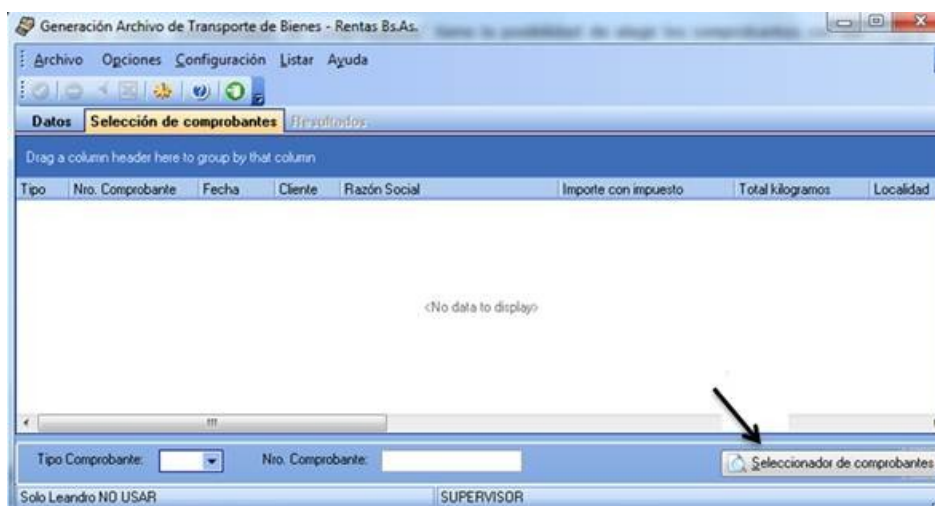 Generación Archivo de Transporte de Bienes - Rentas Bs.As.
Archivo Opciones Configuración Listar Ayuda
Datos Selección de comprobantes Resultados
Drag a column header here to group by that column
Tipo Nro. Comprobante Fecha Cliente Razón Social Importe con impuesto Total kilogramos Localidad
<No data to display>
Tipo Comprobante: Nro. Comprobante: Seleccionador de comprobantes
Solo Leandro NO USAR SUPERVISOR